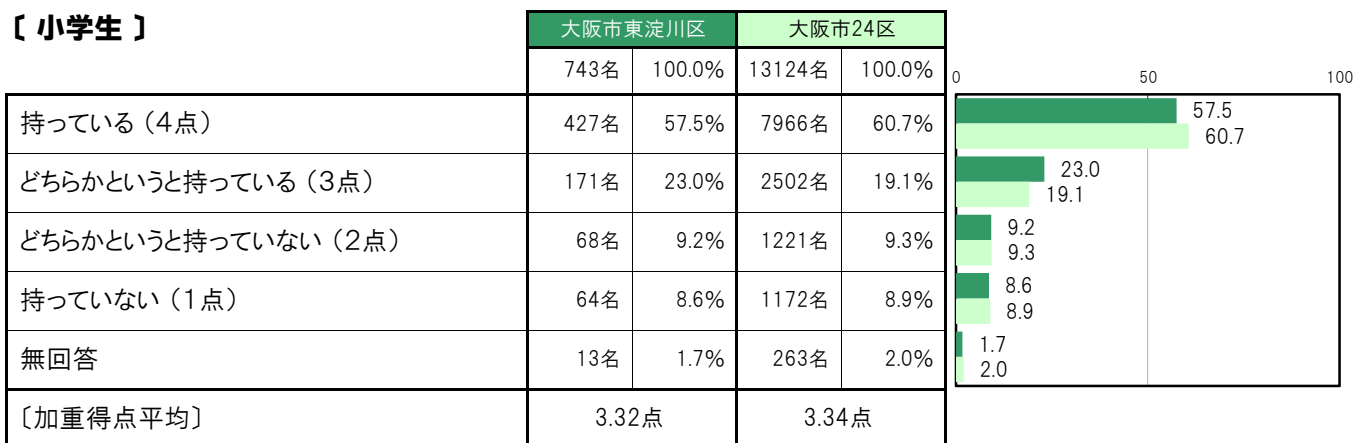 〔 小学生 〕
大阪市東淀川区 大阪市24区
743名 100.0% 13124名 100.0%
0 50 100
持っている（4点） 427名 57.5% 7966名 60.7%
57.5
60.7
どちらかというと持っている（3点） 171名 23.0% 2502名 19.1%
23.0
19.1
どちらかというと持っていない（2点） 68名 9.2% 1221名 9.3%
9.2
9.3
持っていない（1点） 64名 8.6% 1172名 8.9%
8.6
8.9
無回答 13名 1.7% 263名 2.0%
1.7
2.0
〔加重得点平均〕 3.32点 3.34点